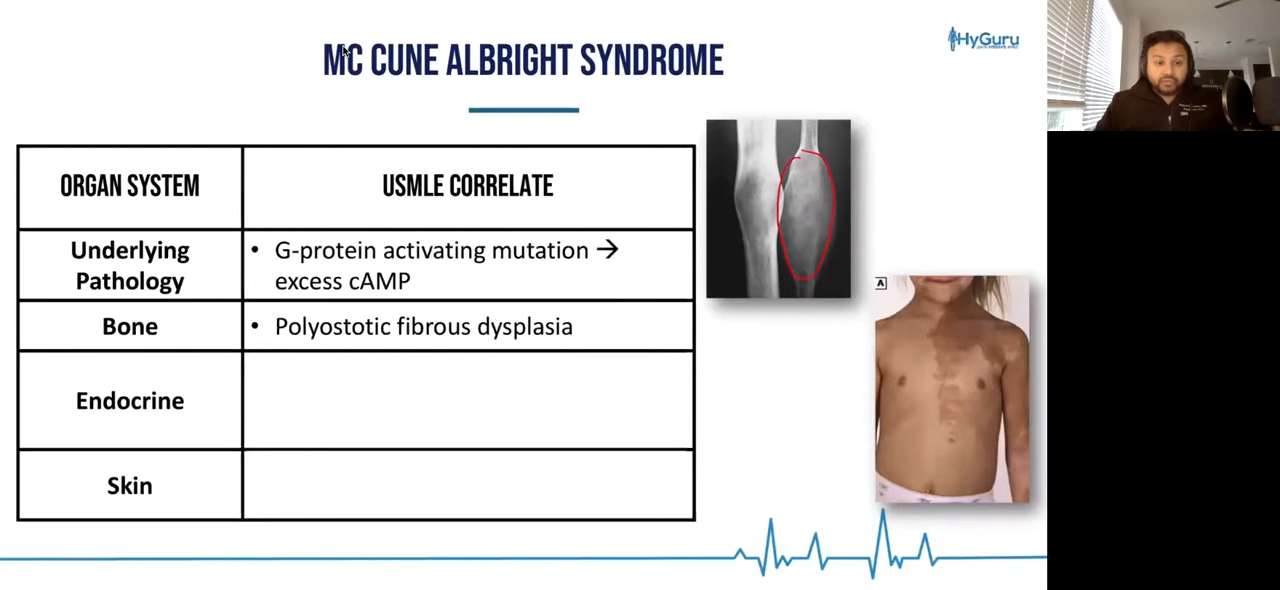 MC CUNE ALBRIGHT SYNDROME
HyGuru
ORGAN SYSTEM
USMLE CORRELATE
Underlying
Pathology
• G-protein activating mutation →
excess cAMP
Bone
• Polyostotic fibrous dysplasia
Endocrine
Skin
A